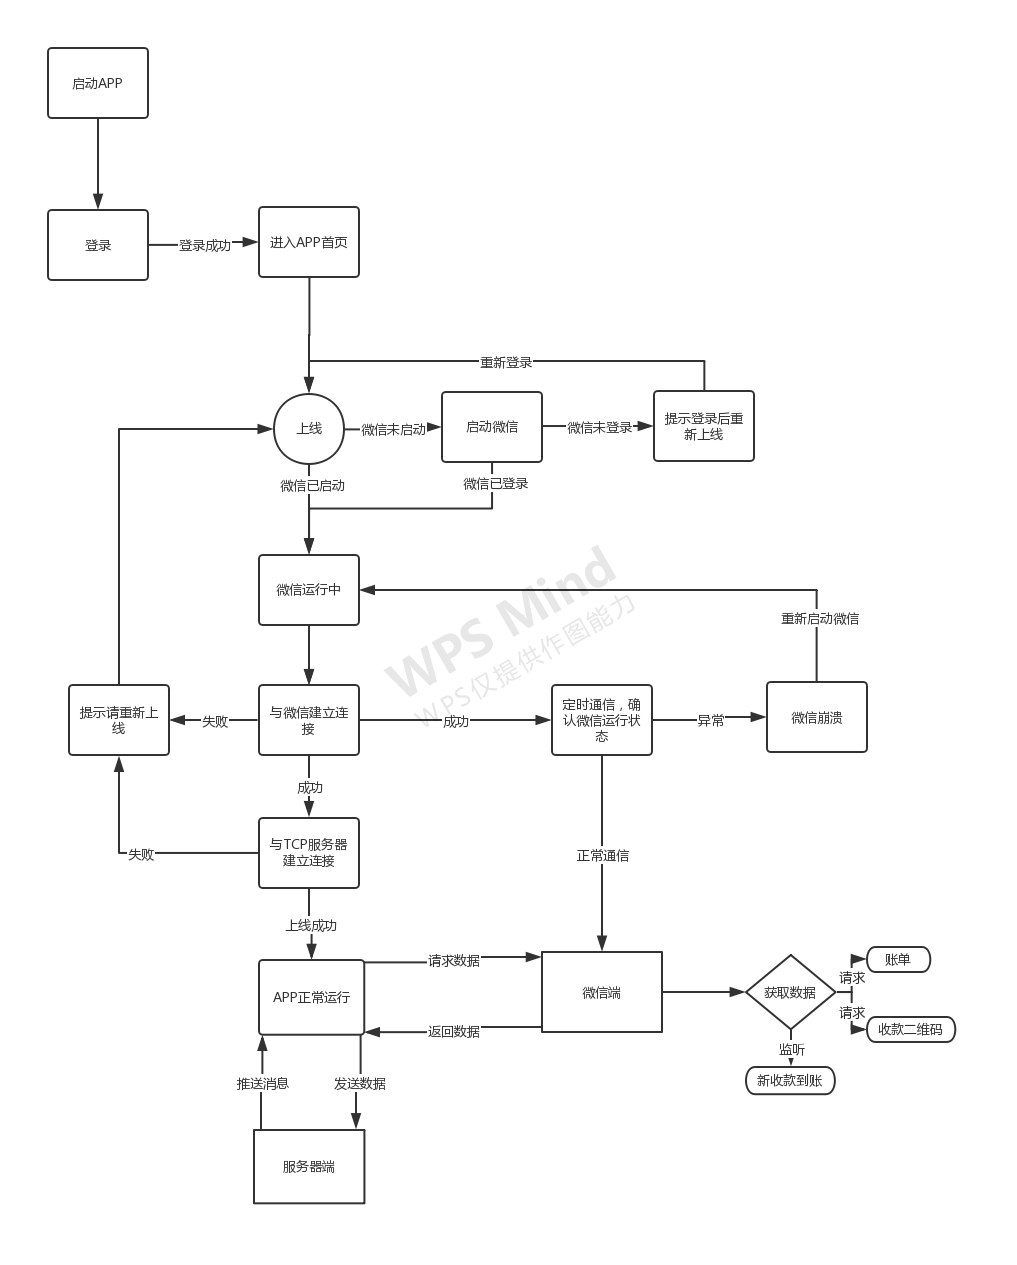 启动APP
登录
登录成功
进入APP首页
重新登录
上线
微信未启动
启动微信
微信未登录
提示登录后重
新上线
微信已启动
微信已登录
微信运行中
WPS Mind
WPS仅提供作图能力
重新启动微信
提示请重新上
线
失败
与微信建立连
接
成功
定时通信，确
认微信运行状
态
异常
微信崩溃
成功
失败
与TCP服务器
建立连接
正常通信
上线成功
APP正常运行
请求数据
返回数据
微信端
获取数据
请求
账单
请求
收款二维码
监听
新收款到账
推送消息
发送数据
服务器端